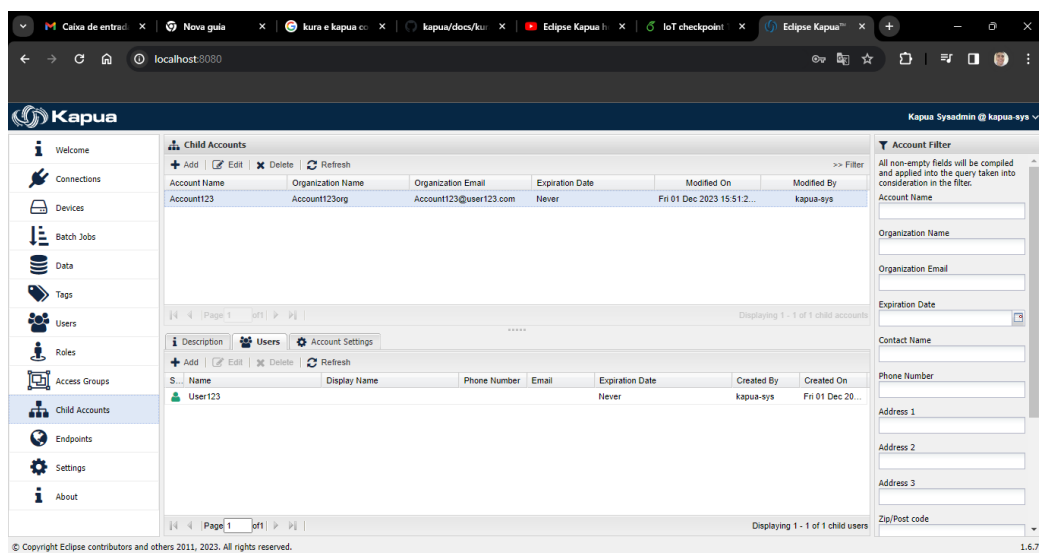 Caixa de entrad
Nova guia
kura e kapua co
kapua/docs/kur
Eclipse Kapua h
IoT checkpoint
Eclipse Kapua™
localhost:8080
Kapua
Kapua Sysadmin @ kapua-sys
Welcome
Connections
Devices
Batch Jobs
Data
Tags
Users
Roles
Access Groups
Child Accounts
Endpoints
Settings
About
Child Accounts
Add Edit Delete Refresh >> Filter
Account Name Organization Name Organization Email Expiration Date Modified On Modified By
Account123 Account123org Account123@user123.com Never Fri 01 Dec 2023 15:51:2... kapua-sys
Page 1 of1 Displaying 1 - 1 of 1 child accounts
Description Users Account Settings
Add Edit Delete Refresh
S... Name Display Name Phone Number Email Expiration Date Created By Created On
User123 Never kapua-sys Fri 01 Dec 20...
Page 1 of1 Displaying 1 - 1 of 1 child users
Account Filter
All non-empty fields will be compiled
and applied into the query taken into
consideration in the filter.
Account Name
Organization Name
Organization Email
Expiration Date
Contact Name
Phone Number
Address 1
Address 2
Address 3
Zip/Post code
© Copyright Eclipse contributors and others 2011, 2023. All rights reserved. 1.6.7